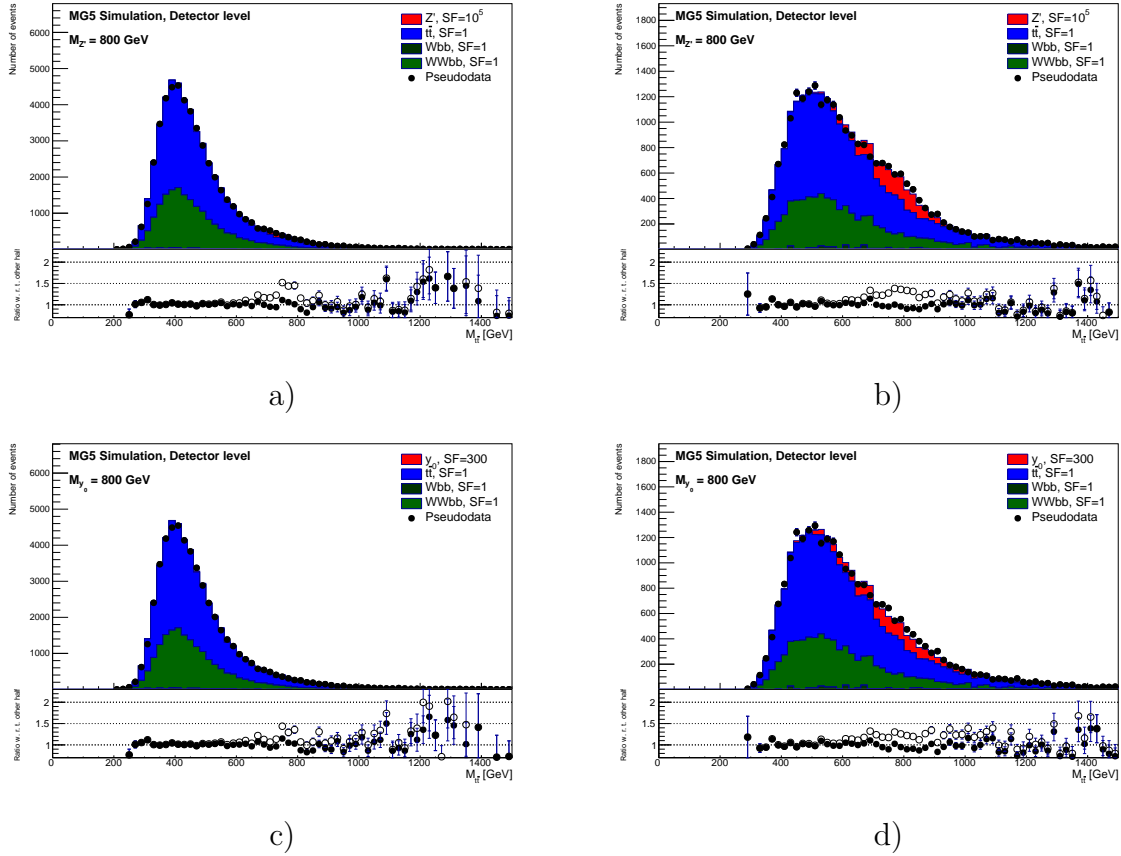 MG5 Simulation, Detector level
M_Z' = 800 GeV
Number of events
Z', SF=10^5
tt̄, SF=1
Wbb, SF=1
WWbb, SF=1
Pseudodata
6000
5000
4000
3000
2000
1000
Ratio w. r. t. other half
2
1.5
1
0 200 400 600 800 1000 1200 1400
M_tt̄ [GeV]
a)
MG5 Simulation, Detector level
M_Z' = 800 GeV
Number of events
Z', SF=10^5
tt̄, SF=1
Wbb, SF=1
WWbb, SF=1
Pseudodata
1800
1600
1400
1200
1000
800
600
400
200
Ratio w. r. t. other half
2
1.5
1
0 200 400 600 800 1000 1200 1400
M_tt̄ [GeV]
b)
MG5 Simulation, Detector level
M_y_0 = 800 GeV
Number of events
y_0, SF=300
tt̄, SF=1
Wbb, SF=1
WWbb, SF=1
Pseudodata
6000
5000
4000
3000
2000
1000
Ratio w. r. t. other half
2
1.5
1
0 200 400 600 800 1000 1200 1400
M_tt̄ [GeV]
c)
MG5 Simulation, Detector level
M_y_0 = 800 GeV
Number of events
y_0, SF=300
tt̄, SF=1
Wbb, SF=1
WWbb, SF=1
Pseudodata
1800
1600
1400
1200
1000
800
600
400
200
Ratio w. r. t. other half
2
1.5
1
0 200 400 600 800 1000 1200 1400
M_tt̄ [GeV]
d)